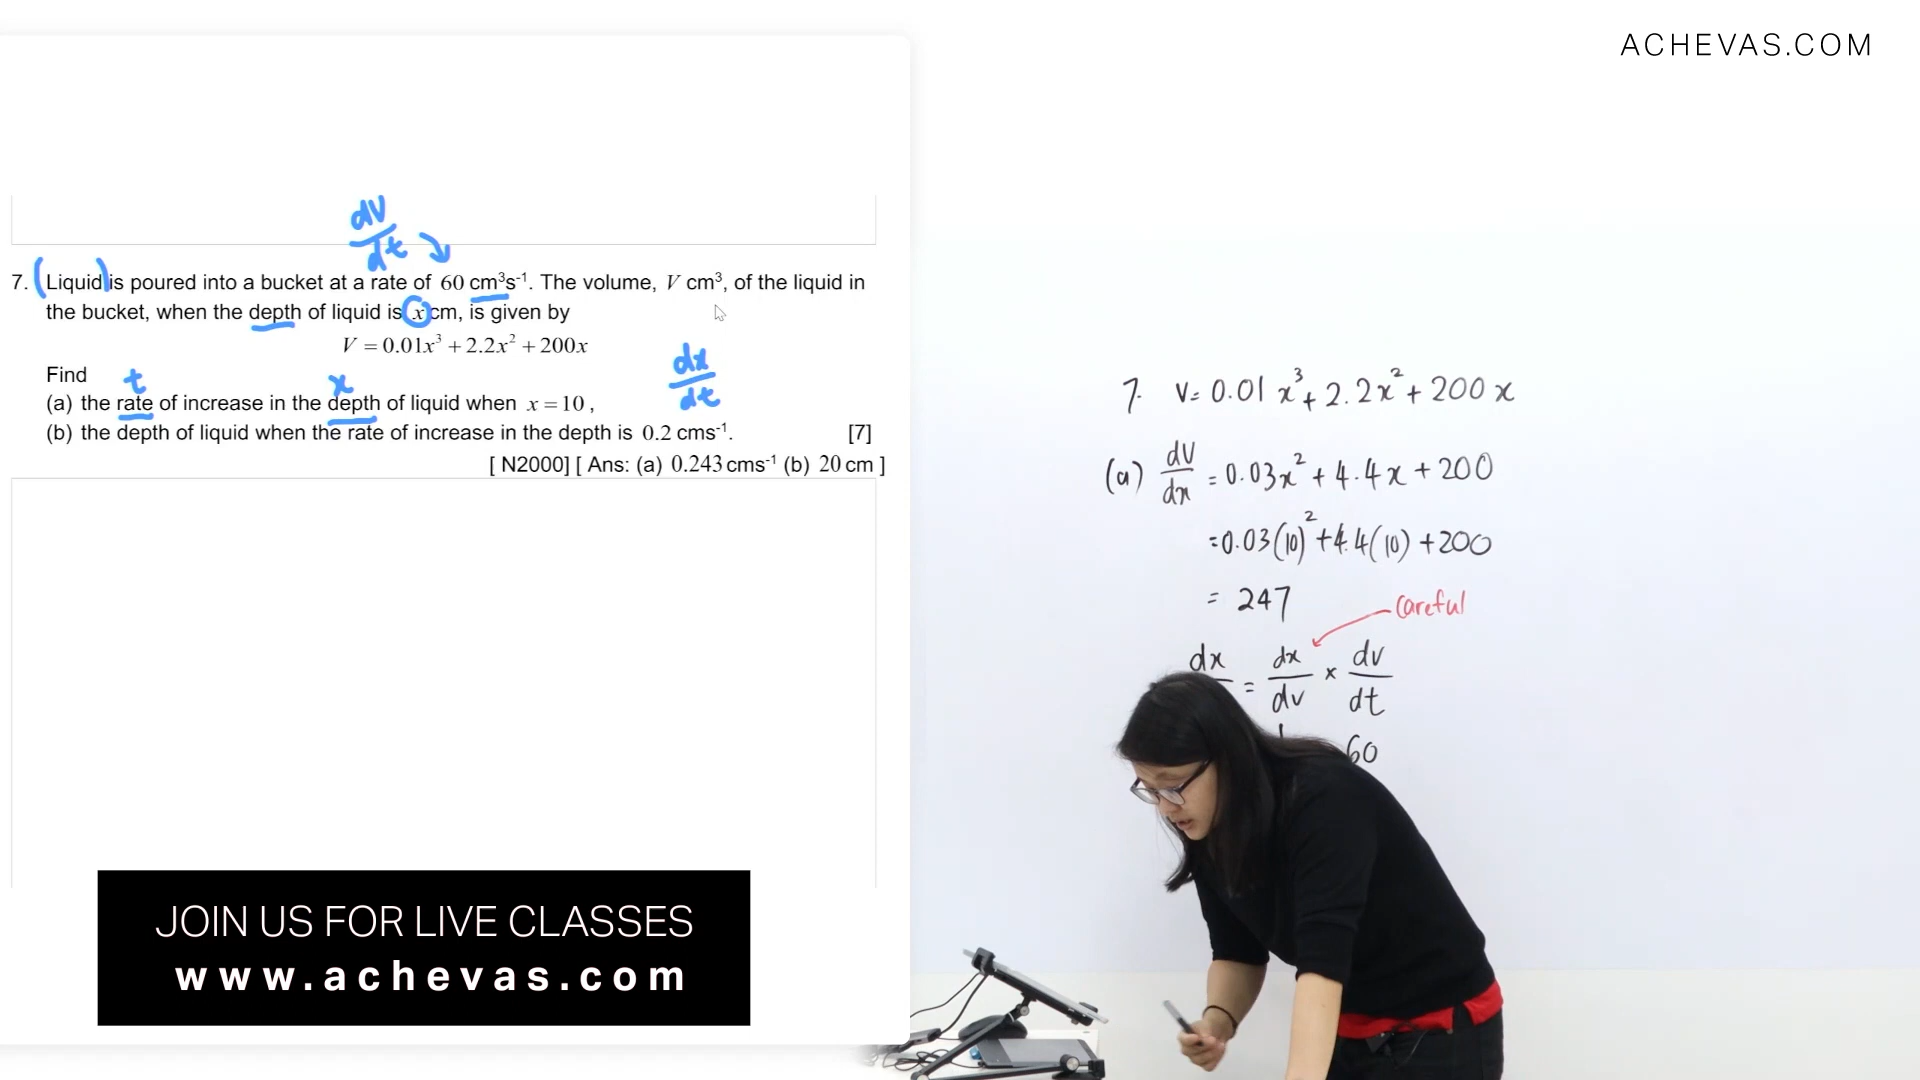 ACHEVAS.COM
dV
dt
7. Liquid is poured into a bucket at a rate of 60 cm³s⁻¹. The volume, V cm³, of the liquid in
the bucket, when the depth of liquid is x cm, is given by
V = 0.01x³ + 2.2x² + 200x
dx
dt
Find
t x
(a) the rate of increase in the depth of liquid when x = 10 ,
(b) the depth of liquid when the rate of increase in the depth is 0.2 cms⁻¹. [7]
[ N2000] [ Ans: (a) 0.243 cms⁻¹ (b) 20 cm ]
JOIN US FOR LIVE CLASSES
www.achevas.com
7. V= 0.01 x³ + 2.2x² + 200 x
(a) dV/dx = 0.03x² + 4.4x + 200
= 0.03(10)² + 4.4(10) + 200
= 247
careful
dx = dx/dv × dv/dt
60